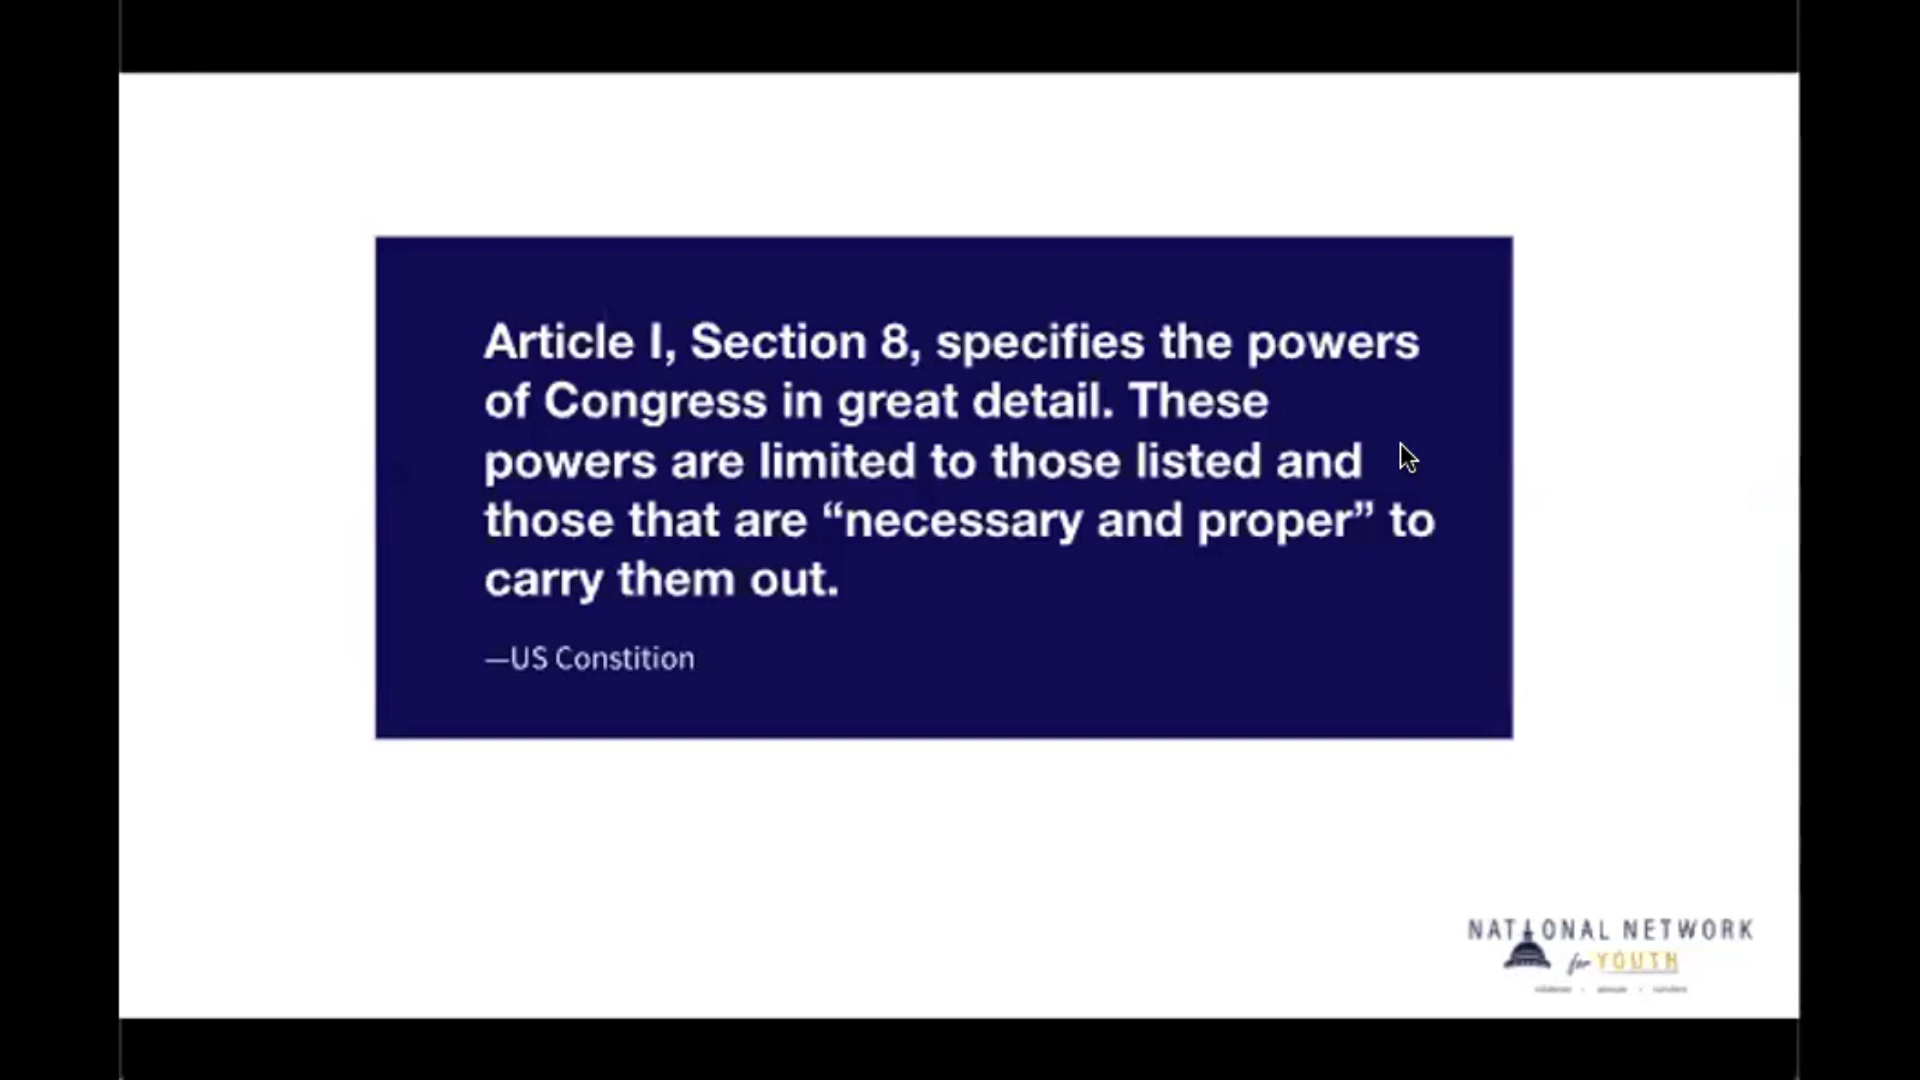 Article I, Section 8, specifies the powers
of Congress in great detail. These
powers are limited to those listed and
those that are “necessary and proper” to
carry them out.
—US Constition
NATIONAL NETWORK
for YOUTH